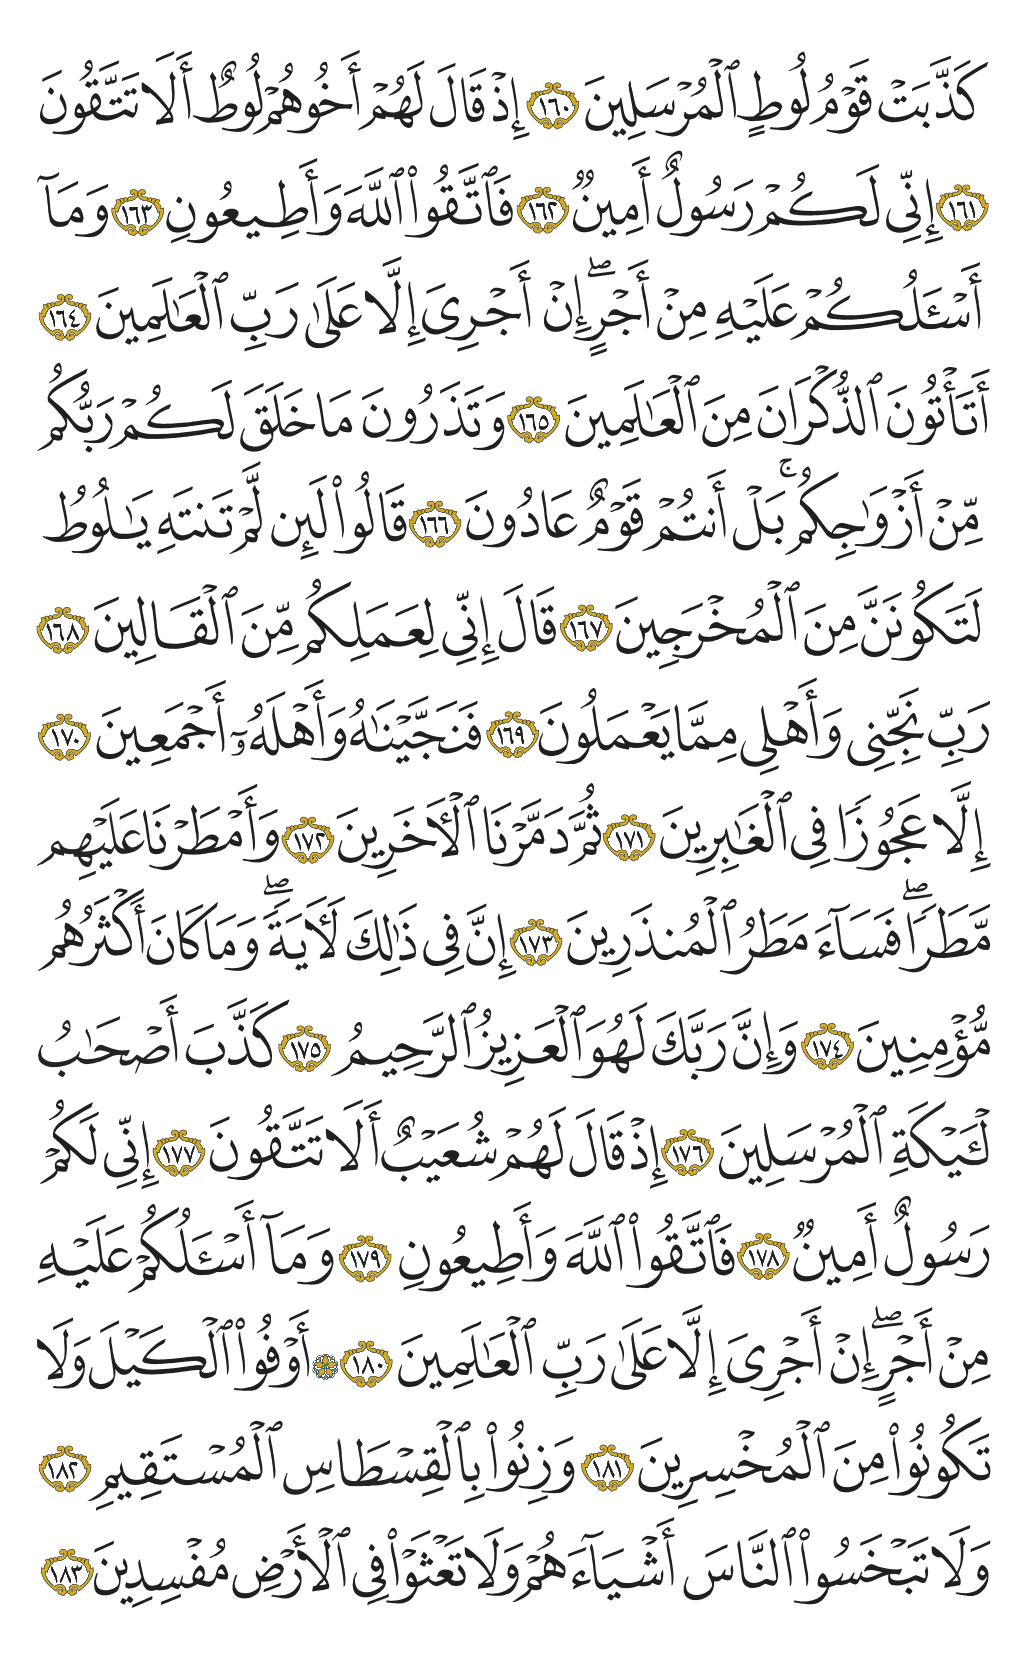 كَذَّبَتْ قَوْمُ لُوطٍ ٱلْمُرْسَلِينَ ١٦٠ إِذْ قَالَ لَهُمْ أَخُوهُمْ لُوطٌ أَلَا تَتَّقُونَ
١٦١ إِنِّى لَكُمْ رَسُولٌ أَمِينٌ ١٦٢ فَٱتَّقُوا۟ ٱللَّهَ وَأَطِيعُونِ ١٦٣ وَمَآ
أَسْـَٔلُكُمْ عَلَيْهِ مِنْ أَجْرٍ ۖ إِنْ أَجْرِىَ إِلَّا عَلَىٰ رَبِّ ٱلْعَـٰلَمِينَ ١٦٤
أَتَأْتُونَ ٱلذُّكْرَانَ مِنَ ٱلْعَـٰلَمِينَ ١٦٥ وَتَذَرُونَ مَا خَلَقَ لَكُمْ رَبُّكُم
مِّنْ أَزْوَٰجِكُم ۚ بَلْ أَنتُمْ قَوْمٌ عَادُونَ ١٦٦ قَالُوا۟ لَئِن لَّمْ تَنتَهِ يَـٰلُوطُ
لَتَكُونَنَّ مِنَ ٱلْمُخْرَجِينَ ١٦٧ قَالَ إِنِّى لِعَمَلِكُم مِّنَ ٱلْقَالِينَ ١٦٨
رَبِّ نَجِّنِى وَأَهْلِى مِمَّا يَعْمَلُونَ ١٦٩ فَنَجَّيْنَـٰهُ وَأَهْلَهُۥٓ أَجْمَعِينَ ١٧٠
إِلَّا عَجُوزًا فِى ٱلْغَـٰبِرِينَ ١٧١ ثُمَّ دَمَّرْنَا ٱلْـَٔاخَرِينَ ١٧٢ وَأَمْطَرْنَا عَلَيْهِم
مَّطَرًا ۖ فَسَآءَ مَطَرُ ٱلْمُنذَرِينَ ١٧٣ إِنَّ فِى ذَٰلِكَ لَـَٔايَةً ۖ وَمَا كَانَ أَكْثَرُهُم
مُّؤْمِنِينَ ١٧٤ وَإِنَّ رَبَّكَ لَهُوَ ٱلْعَزِيزُ ٱلرَّحِيمُ ١٧٥ كَذَّبَ أَصْحَـٰبُ
لْـَٔيْكَةِ ٱلْمُرْسَلِينَ ١٧٦ إِذْ قَالَ لَهُمْ شُعَيْبٌ أَلَا تَتَّقُونَ ١٧٧ إِنِّى لَكُمْ
رَسُولٌ أَمِينٌ ١٧٨ فَٱتَّقُوا۟ ٱللَّهَ وَأَطِيعُونِ ١٧٩ وَمَآ أَسْـَٔلُكُمْ عَلَيْهِ
مِنْ أَجْرٍ ۖ إِنْ أَجْرِىَ إِلَّا عَلَىٰ رَبِّ ٱلْعَـٰلَمِينَ ١٨٠ ۞ أَوْفُوا۟ ٱلْكَيْلَ وَلَا
تَكُونُوا۟ مِنَ ٱلْمُخْسِرِينَ ١٨١ وَزِنُوا۟ بِٱلْقِسْطَاسِ ٱلْمُسْتَقِيمِ ١٨٢
وَلَا تَبْخَسُوا۟ ٱلنَّاسَ أَشْيَآءَهُمْ وَلَا تَعْثَوْا۟ فِى ٱلْأَرْضِ مُفْسِدِينَ ١٨٣